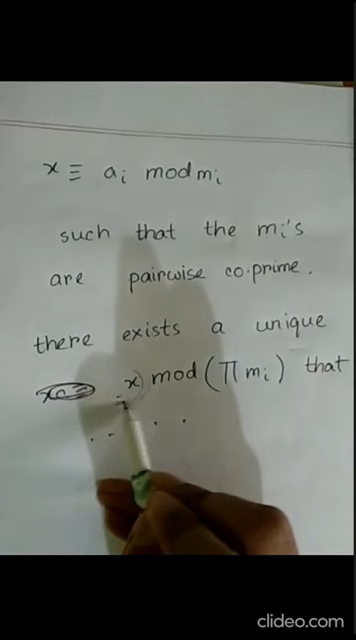 x ≡ ai mod mi
such that the mi's
are pairwise co-prime.
there exists a unique
x) mod (∏ mi) that
. . . .
clideo.com